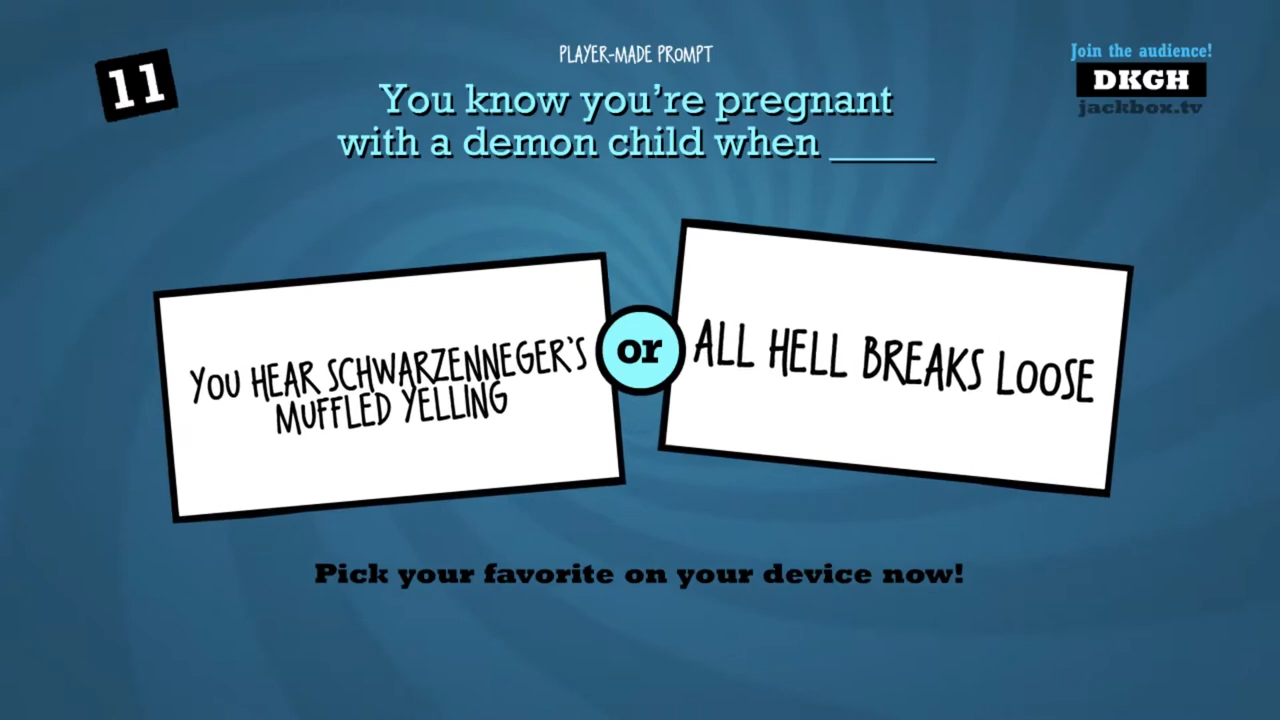 11
PLAYER-MADE PROMPT
You know you're pregnant
with a demon child when _____
Join the audience!
DKGH
jackbox.tv
YOU HEAR SCHWARZENNEGER'S
MUFFLED YELLING
or
ALL HELL BREAKS LOOSE
Pick your favorite on your device now!